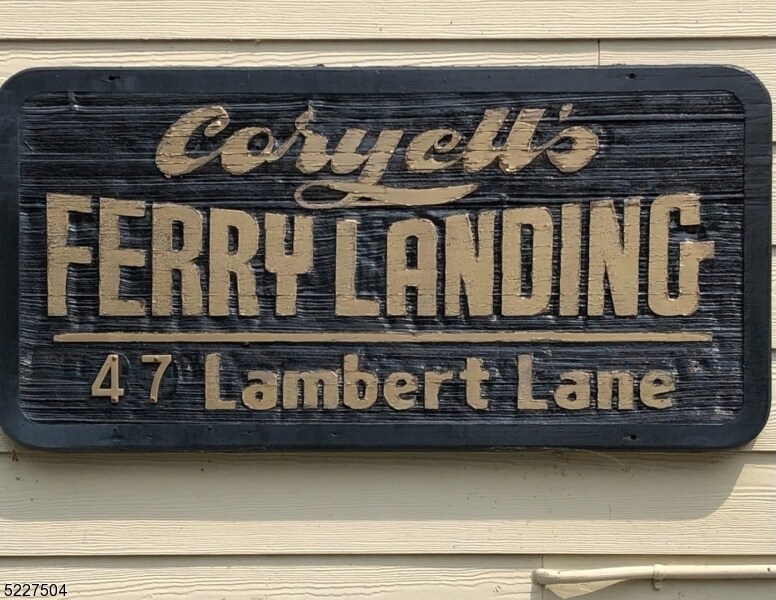 Coryell's
FERRY LANDING
47 Lambert Lane
5227504